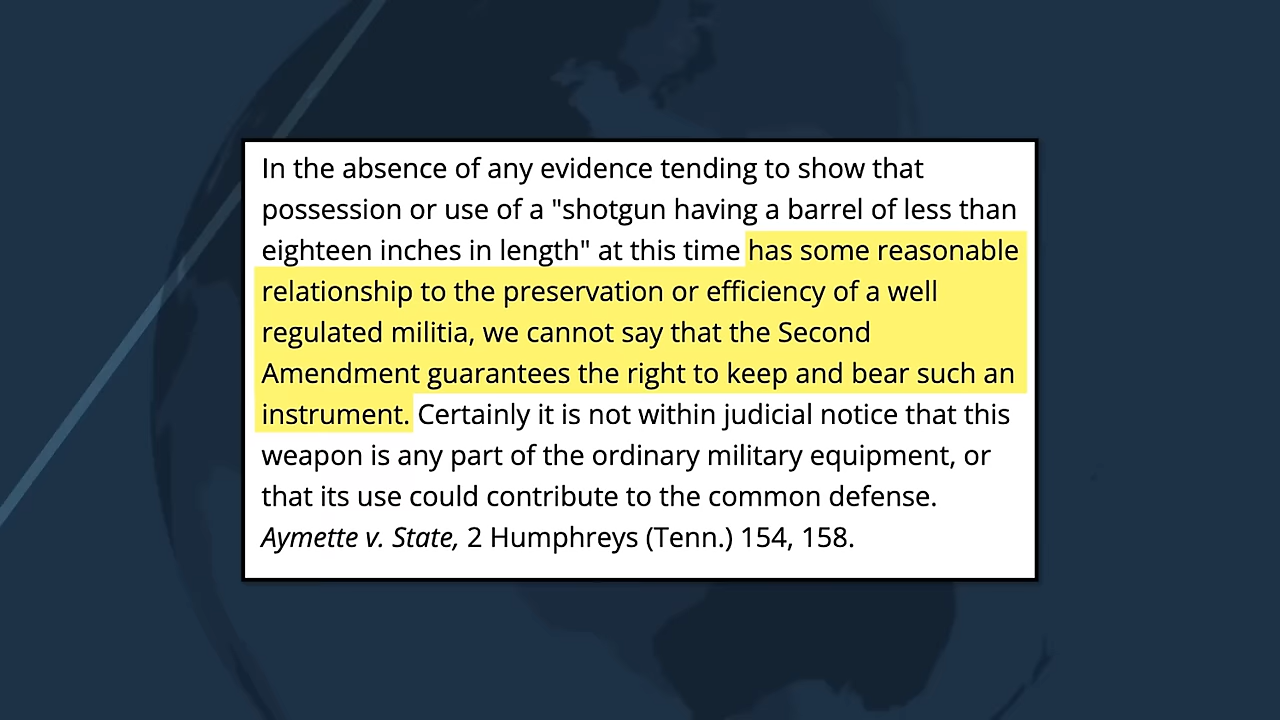 In the absence of any evidence tending to show that
possession or use of a "shotgun having a barrel of less than
eighteen inches in length" at this time has some reasonable
relationship to the preservation or efficiency of a well
regulated militia, we cannot say that the Second
Amendment guarantees the right to keep and bear such an
instrument. Certainly it is not within judicial notice that this
weapon is any part of the ordinary military equipment, or
that its use could contribute to the common defense.
Aymette v. State, 2 Humphreys (Tenn.) 154, 158.